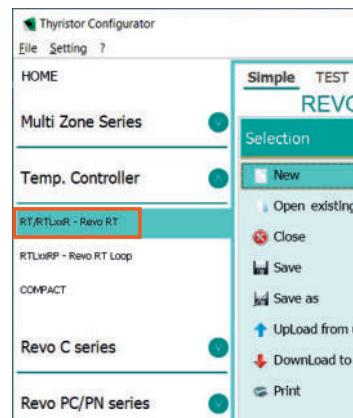 Thyristor Configurator
File Setting ?
HOME
Multi Zone Series
Temp. Controller
RT/RTLxxR - Revo RT
RTLxxRP - Revo RT Loop
COMPACT
Revo C series
Revo PC/PN series
Simple TEST
REVO
Selection
New
Open existing
Close
Save
Save as
UpLoad from
DownLoad to
Print